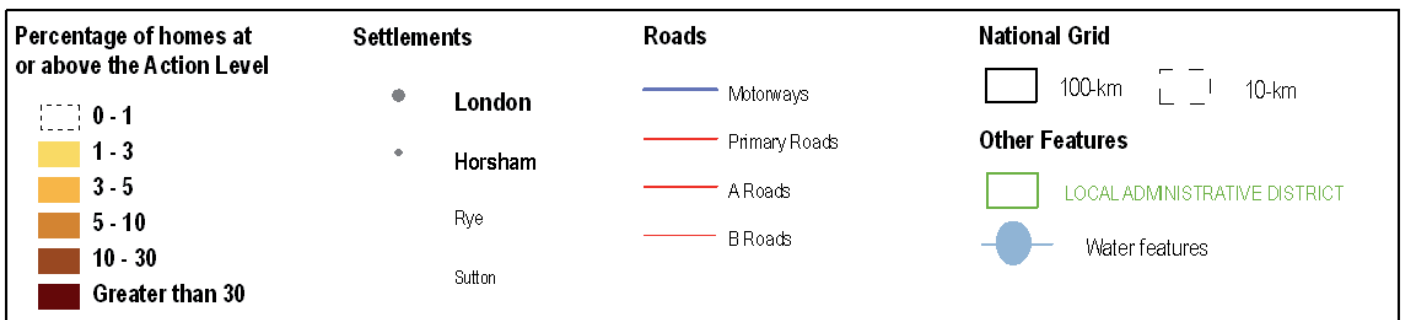 Percentage of homes at
or above the Action Level
0 - 1
1 - 3
3 - 5
5 - 10
10 - 30
Greater than 30
Settlements
London
Horsham
Rye
Sutton
Roads
Motorways
Primary Roads
A Roads
B Roads
National Grid
100-km
10-km
Other Features
LOCAL ADMINISTRATIVE DISTRICT
Water features